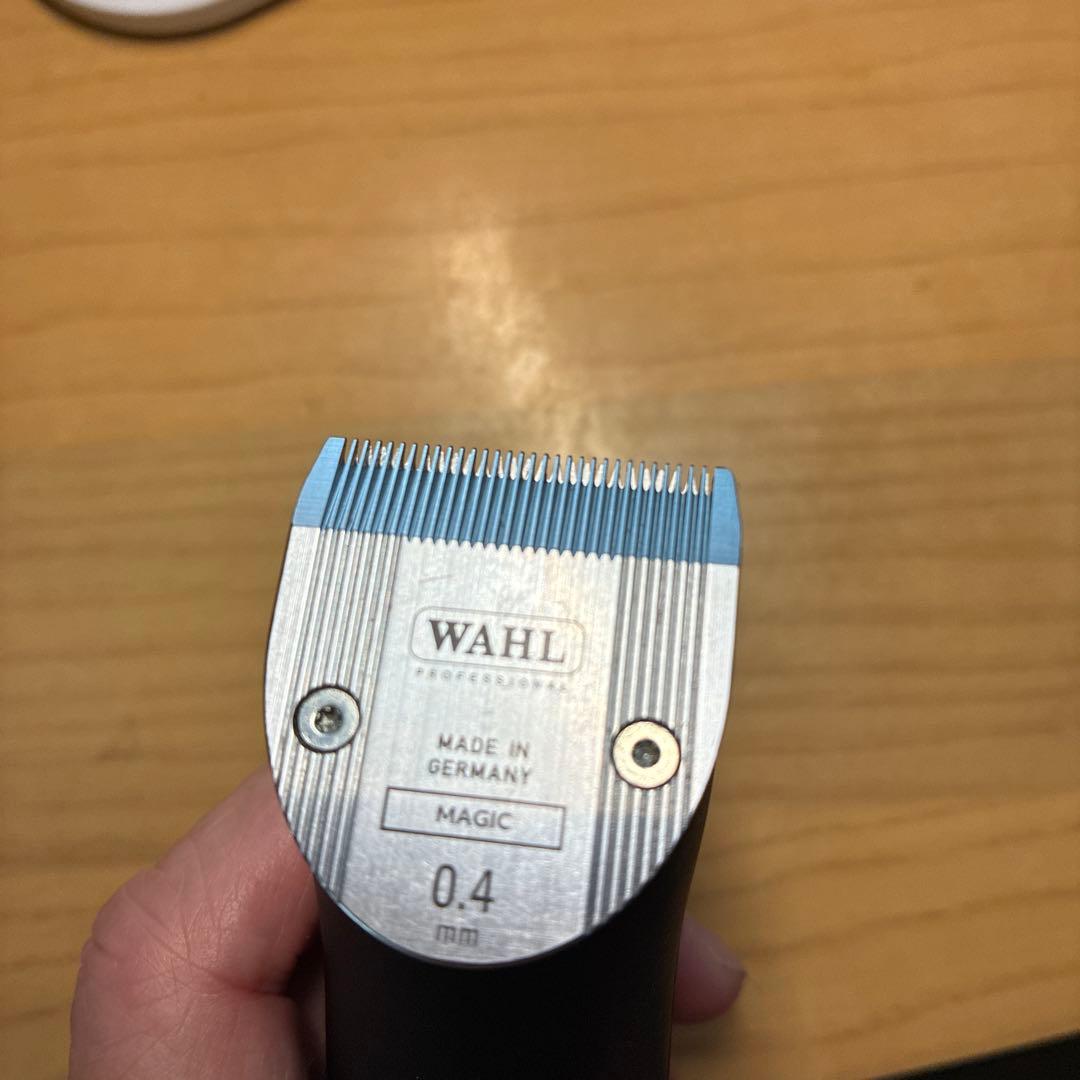 WAHL
PROFESSIONAL
MADE IN
GERMANY
MAGIC
0.4
mm